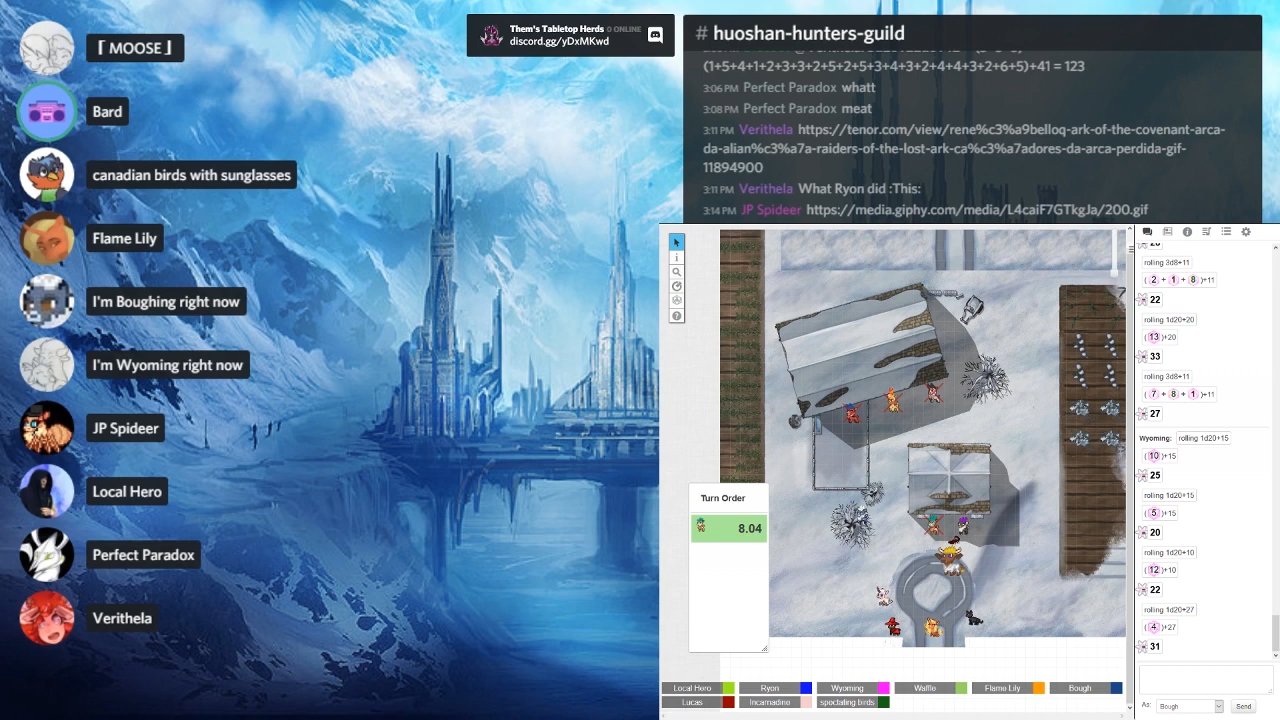 『 MOOSE 』
Bard
canadian birds with sunglasses
Flame Lily
I'm Boughing right now
I'm Wyoming right now
JP Spideer
Local Hero
Perfect Paradox
Verithela
Them's Tabletop Herds 0 ONLINE
discord.gg/yDxMKwd
# huoshan-hunters-guild
(1+5+4+1+2+3+3+2+5+2+5+3+4+3+2+4+4+3+2+6+5)+41 = 123
3:06 PM Perfect Paradox whatt
3:08 PM Perfect Paradox meat
3:11 PM Verithela https://tenor.com/view/rene%c3%a9belloq-ark-of-the-covenant-arca-
da-alian%c3%a7a-raiders-of-the-lost-ark-ca%c3%a7adores-da-arca-perdida-gif-
11894900
3:11 PM Verithela What Ryon did :This:
3:14 PM JP Spideer https://media.giphy.com/media/L4caiF7GTkgJa/200.gif
Turn Order
8.04
rolling 3d8+11
(2+1+8)+11
22
rolling 1d20+20
(13)+20
33
rolling 3d8+11
(7+8+1)+11
27
Wyoming: rolling 1d20+15
(10)+15
25
rolling 1d20+15
(5)+15
20
rolling 1d20+10
(12)+10
22
rolling 1d20+27
(4)+27
31
As: Bough Send
Local Hero Ryon Wyoming Waffle Flame Lily Bough
Lucas Incarnadine spectating birds